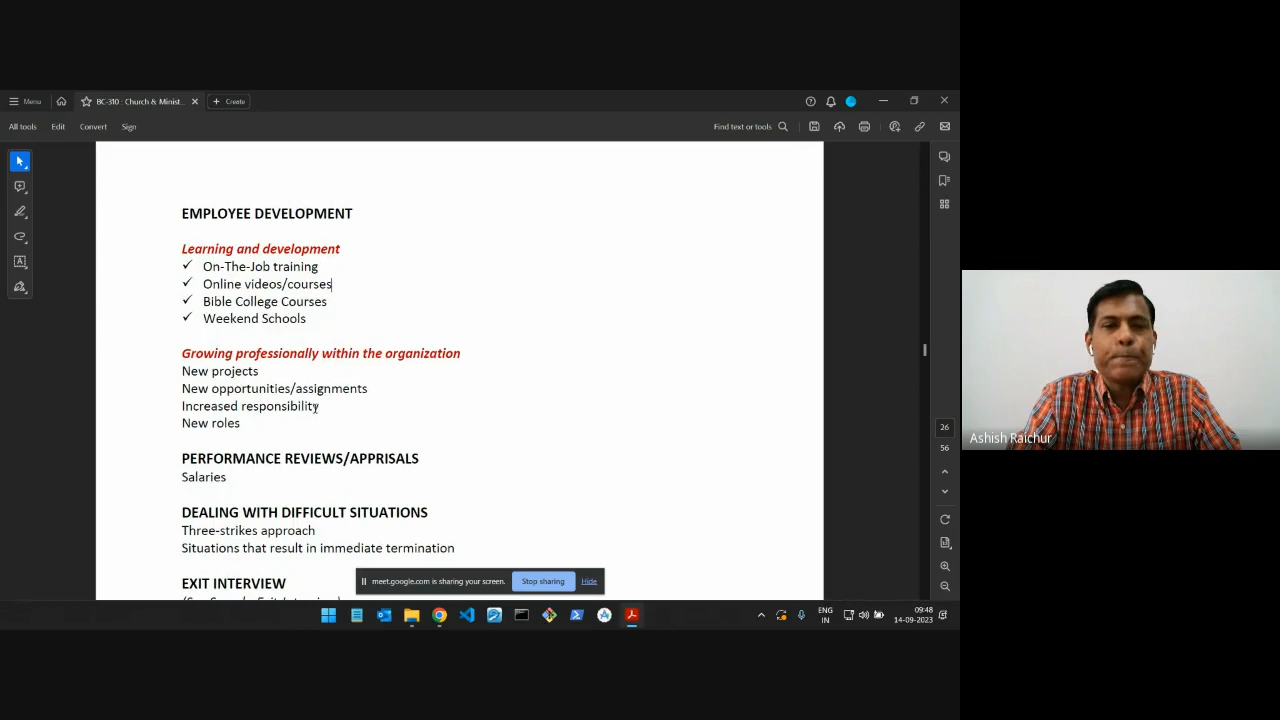 Menu
BC-310 : Church & Minist...
Create
All tools
Edit
Convert
Sign
Find text or tools
EMPLOYEE DEVELOPMENT
Learning and development
✓ On-The-Job training
✓ Online videos/courses
✓ Bible College Courses
✓ Weekend Schools
Growing professionally within the organization
New projects
New opportunities/assignments
Increased responsibility
New roles
PERFORMANCE REVIEWS/APPRISALS
Salaries
DEALING WITH DIFFICULT SITUATIONS
Three-strikes approach
Situations that result in immediate termination
EXIT INTERVIEW
26
56
meet.google.com is sharing your screen.
Stop sharing
Hide
ENG
IN
09:48
14-09-2023
Ashish Raichur